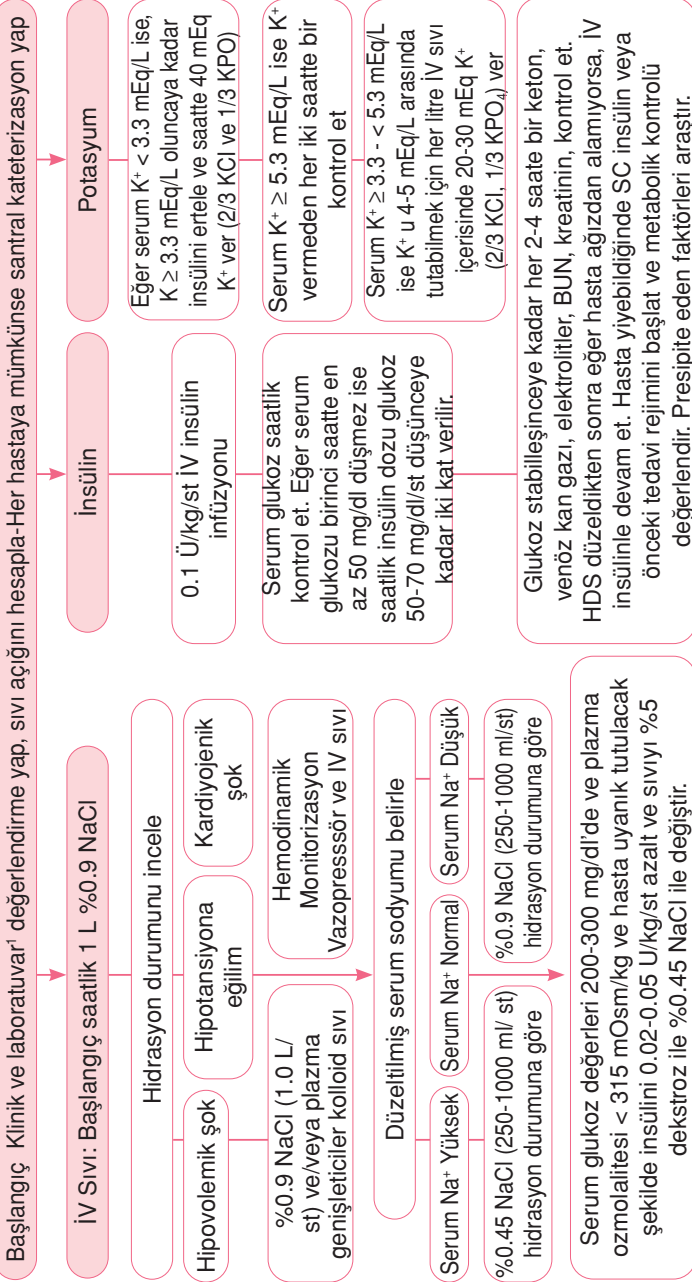 Başlangıç Klinik ve laboratuvar¹ değerlendirme yap, sıvı açığını hesapla-Her hastaya mümkünse santral kateterizasyon yap
İV Sıvı: Başlangıç saatlik 1 L %0.9 NaCl
Hidrasyon durumunu incele
Hipovolemik şok
Hipotansiyona
eğilim
Kardiyojenik
şok
%0.9 NaCl (1.0 L/
st) ve/veya plazma
genişleticiler kolloid sıvı
Hemodinamik
Monitorizasyon
Vazopresssör ve IV sıvı
Düzeltilmiş serum sodyumu belirle
Serum Na⁺ Yüksek
Serum Na⁺ Normal
Serum Na⁺ Düşük
%0.45 NaCl (250-1000 ml/ st)
hidrasyon durumuna göre
%0.9 NaCl (250-1000 ml/st)
hidrasyon durumuna göre
Serum glukoz değerleri 200-300 mg/dl'de ve plazma
ozmolalitesi < 315 mOsm/kg ve hasta uyanık tutulacak
şekilde insülini 0.02-0.05 U/kg/st azalt ve sıvıyı %5
dekstroz ile %0.45 NaCl ile değiştir.
İnsülin
0.1 Ü/kg/st İV insülin
infüzyonu
Serum glukoz saatlik
kontrol et. Eğer serum
glukozu birinci saatte en
az 50 mg/dl düşmez ise
saatlik insülin dozu glukoz
50-70 mg/dl/st düşünceye
kadar iki kat verilir.
Potasyum
Eğer serum K⁺ < 3.3 mEq/L ise,
K ≥ 3.3 mEq/L oluncaya kadar
insülini ertele ve saatte 40 mEq
K⁺ ver (2/3 KCl ve 1/3 KPO)
Serum K⁺ ≥ 5.3 mEq/L ise K⁺
vermeden her iki saatte bir
kontrol et
Serum K⁺ ≥ 3.3 - < 5.3 mEq/L
ise K⁺ u 4-5 mEq/L arasında
tutabilmek için her litre İV sıvı
içerisinde 20-30 mEq K⁺
(2/3 KCl, 1/3 KPO₄) ver
Glukoz stabilleşinceye kadar her 2-4 saate bir keton,
venöz kan gazı, elektrolitler, BUN, kreatinin, kontrol et.
HDS düzeldikten sonra eğer hasta ağızdan alamıyorsa, İV
insülinle devam et. Hasta yiyebildiğinde SC insülin veya
önceki tedavi rejimini başlat ve metabolik kontrolü
değerlendir. Presipite eden faktörleri araştır.